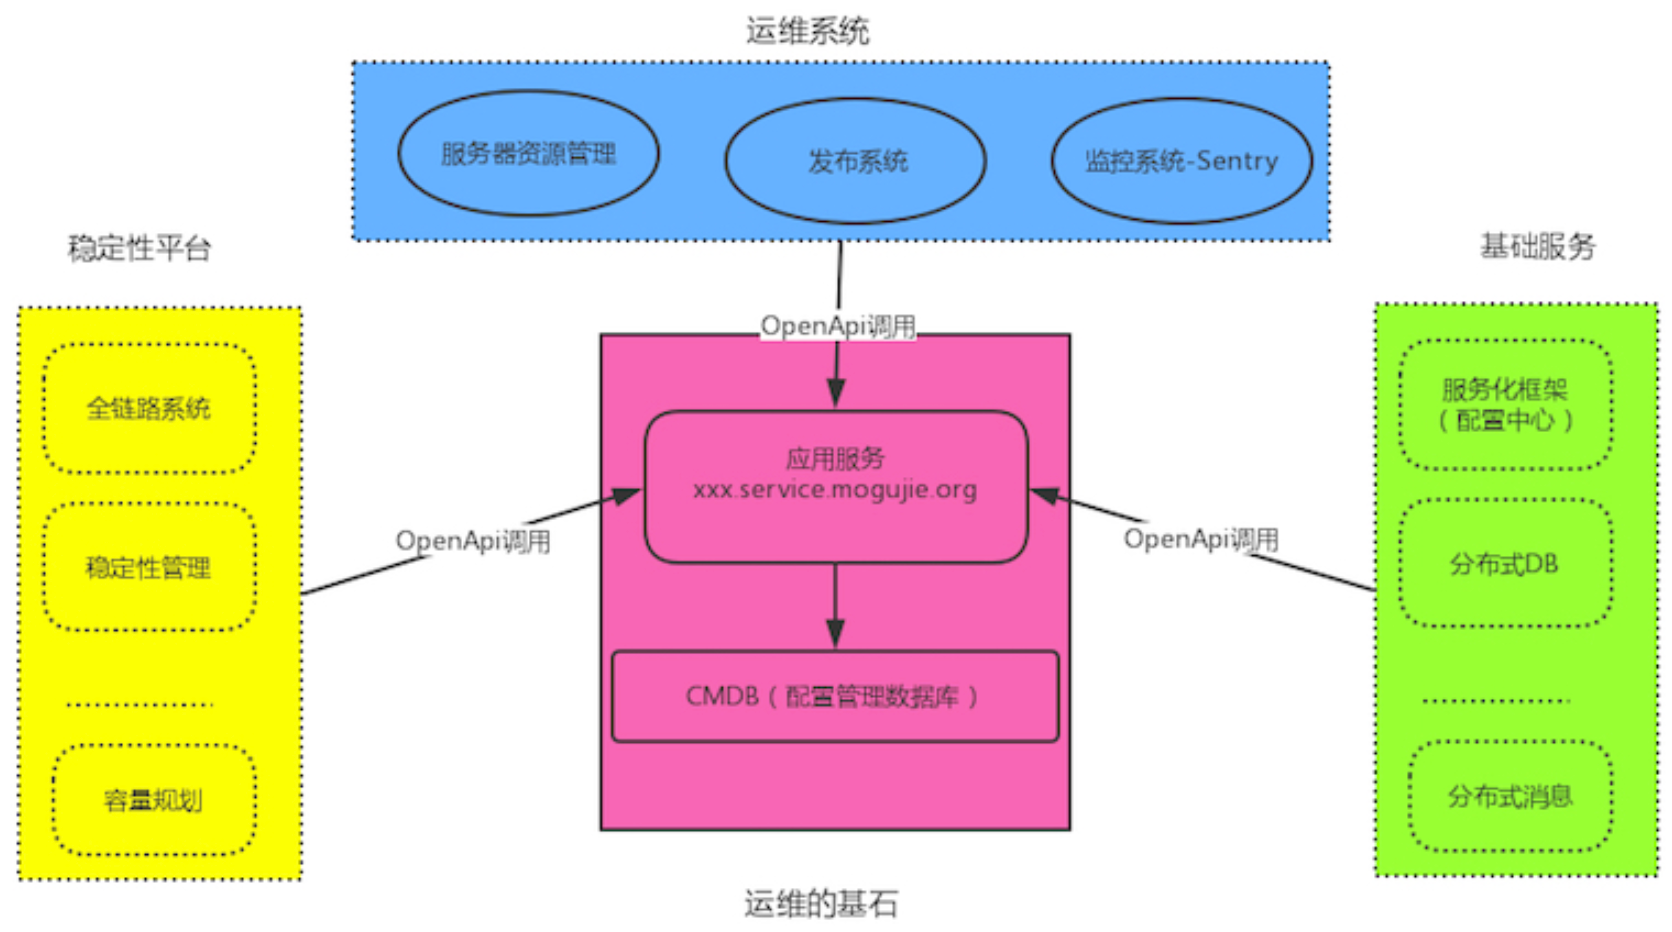 运维系统
服务器资源管理
发布系统
监控系统-Sentry
稳定性平台
基础服务
OpenApi调用
全链路系统
服务化框架
（配置中心）
应用服务
xxx.service.mogujie.org
OpenApi调用
OpenApi调用
稳定性管理
分布式DB
CMDB（配置管理数据库）
容量规划
分布式消息
运维的基石